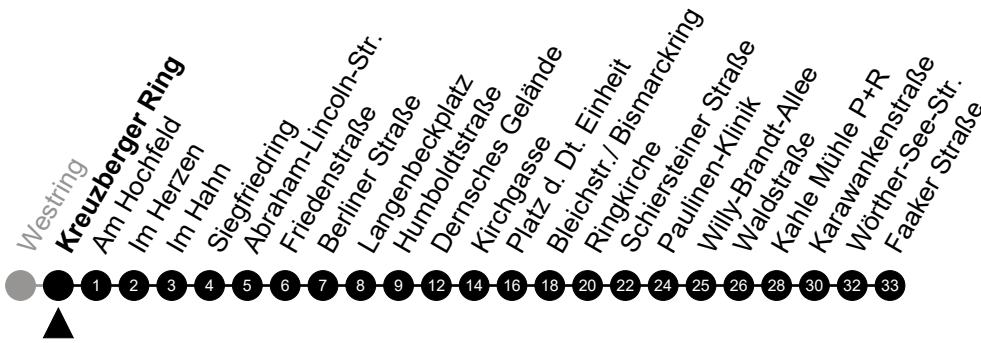 Westring
Kreuzberger Ring
Am Hochfeld
Im Herzen
Im Hahn
Siegfriedring
Abraham-Lincoln-Str.
Friedenstraße
Berliner Straße
Langenbeckplatz
Humboldtstraße
Dernsches Gelände
Kirchgasse
Platz d. Dt. Einheit
Bleichstr./ Bismarckring
Ringkirche
Schiersteiner Straße
Paulinen-Klinik
Willy-Brandt-Allee
Waldstraße
Kahle Mühle P+R
Karawankenstraße
Wörther-See-Str.
Faaker Straße
1 2 3 4 5 6 7 8 9 12 14 16 18 20 22 24 25 26 28 30 32 33